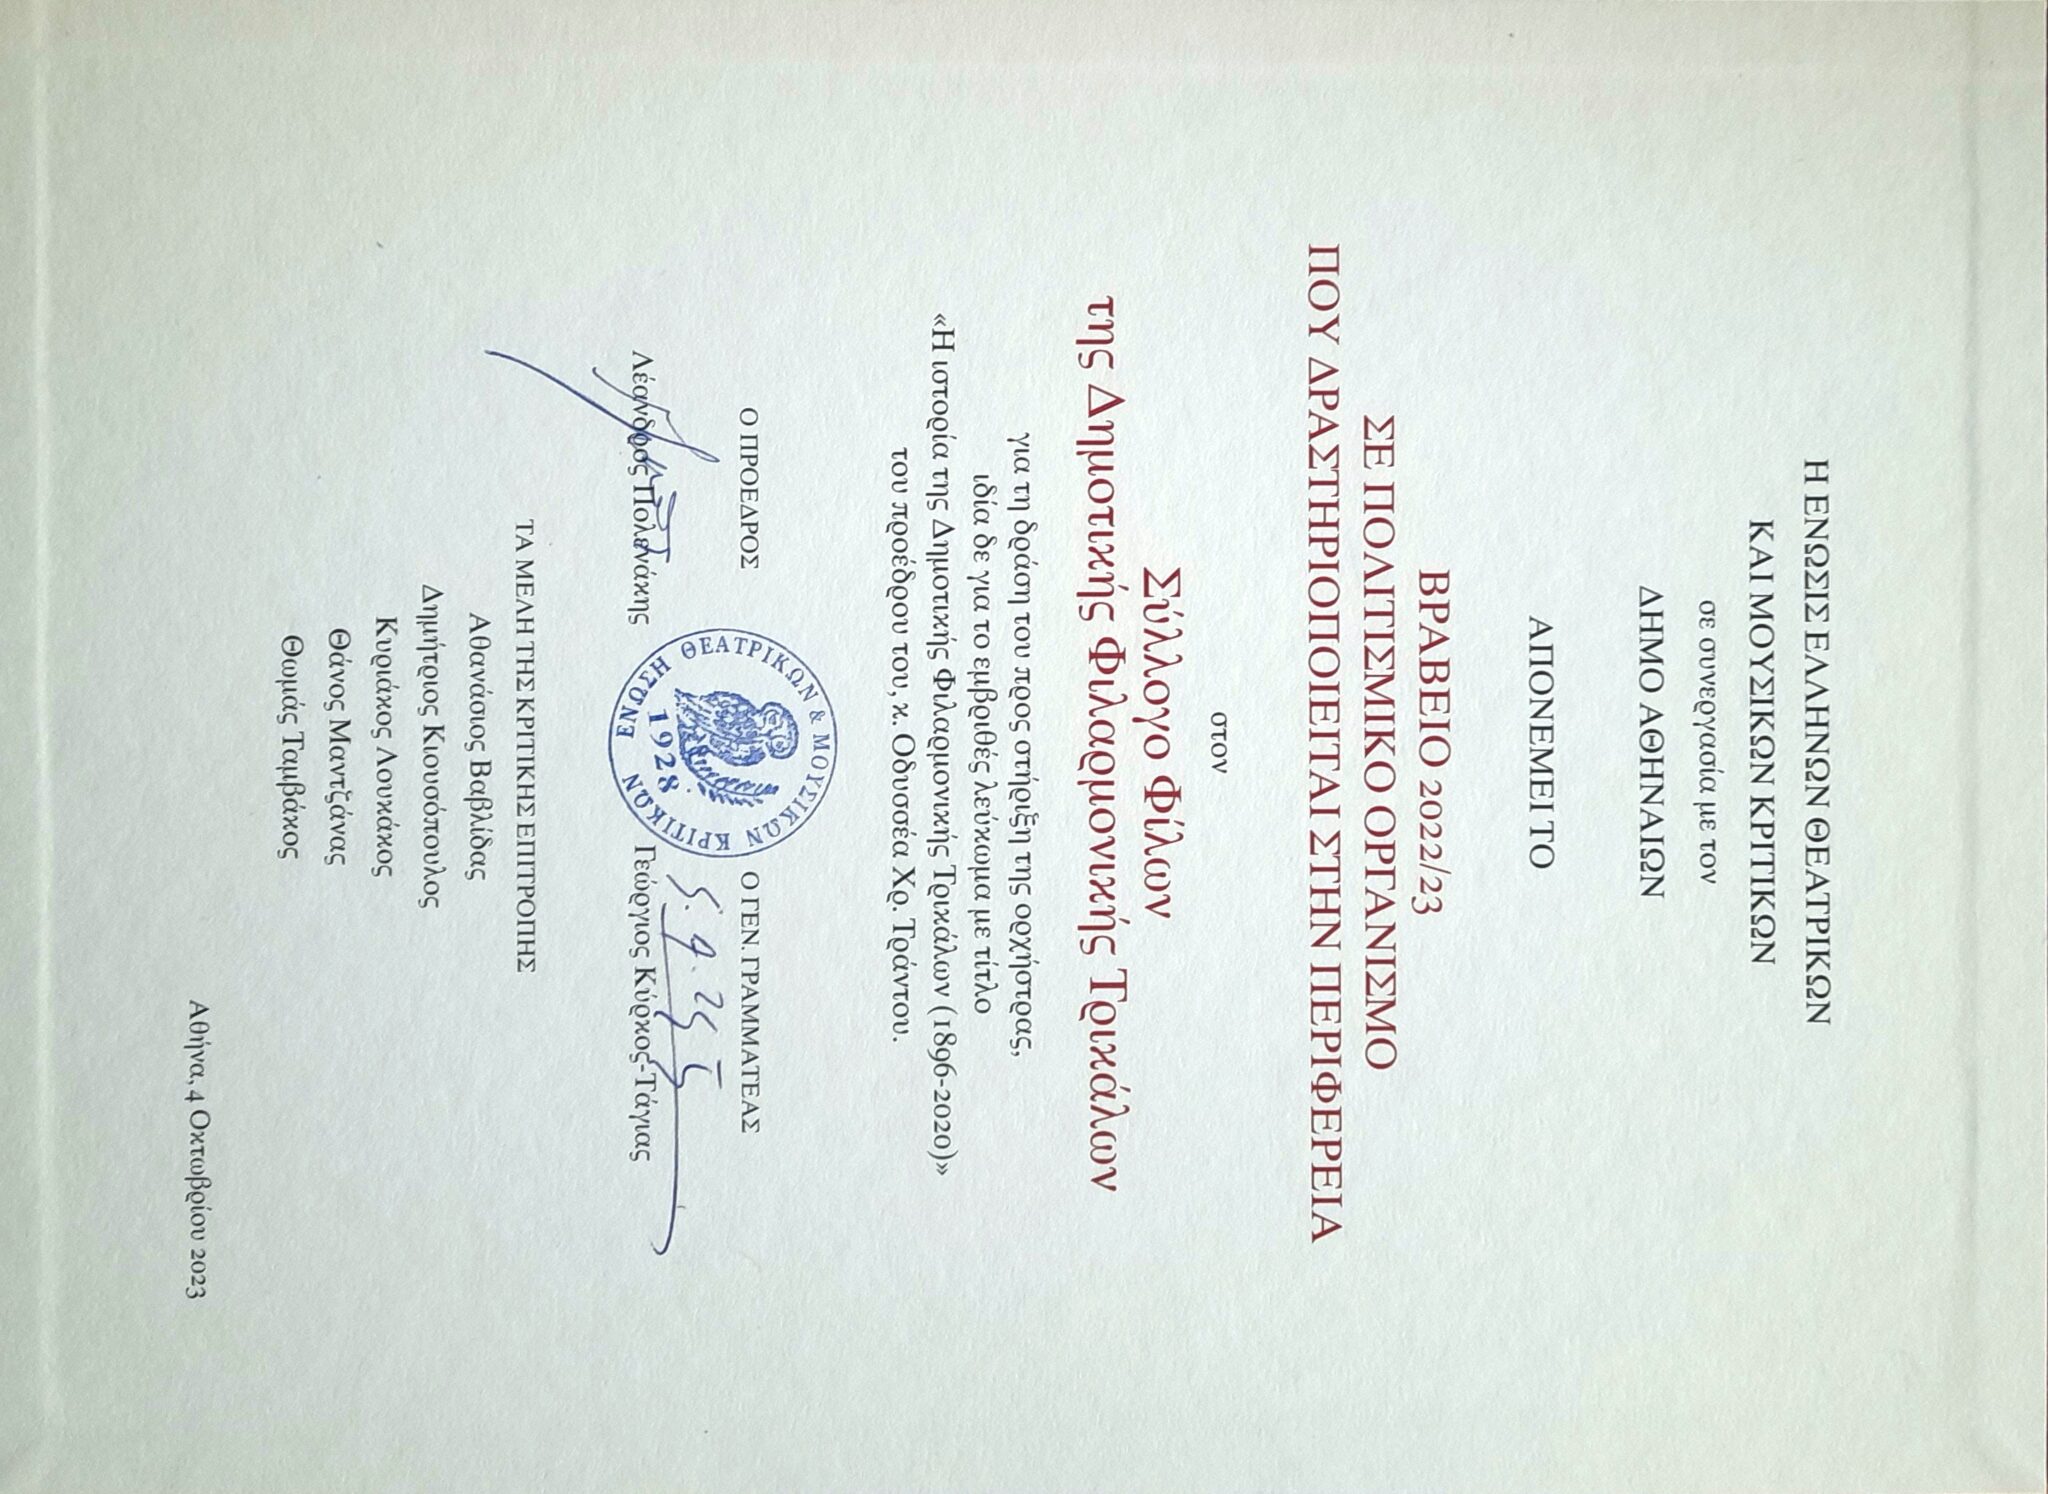 Η ΕΝΩΣΙΣ ΕΛΛΗΝΩΝ ΘΕΑΤΡΙΚΩΝ
ΚΑΙ ΜΟΥΣΙΚΩΝ ΚΡΙΤΙΚΩΝ
σε συνεργασία με τον
ΔΗΜΟ ΑΘΗΝΑΙΩΝ
ΑΠΟΝΕΜΕΙ ΤΟ
ΒΡΑΒΕΙΟ 2022/23
ΣΕ ΠΟΛΙΤΙΣΜΙΚΟ ΟΡΓΑΝΙΣΜΟ
ΠΟΥ ΔΡΑΣΤΗΡΙΟΠΟΙΕΙΤΑΙ ΣΤΗΝ ΠΕΡΙΦΕΡΕΙΑ
στον
Σύλλογο Φίλων
της Δημοτικής Φιλαρμονικής Τρικάλων
για τη δράση του προς στήριξη της ορχήστρας,
ιδία δε για το εμβριθές λεύκωμα με τίτλο
«Η ιστορία της Δημοτικής Φιλαρμονικής Τρικάλων (1896-2020)»
του προέδρου του, κ. Οδυσσέα Χρ. Τράντου.
Ο ΠΡΟΕΔΡΟΣ
Λέανδρος Πολενάκης
ΕΝΩΣΗ ΘΕΑΤΡΙΚΩΝ & ΜΟΥΣΙΚΩΝ ΚΡΙΤΙΚΩΝ
1928
Ο ΓΕΝ. ΓΡΑΜΜΑΤΕΑΣ
Γεώργιος Κύρκος-Τάγιας
ΤΑ ΜΕΛΗ ΤΗΣ ΚΡΙΤΙΚΗΣ ΕΠΙΤΡΟΠΗΣ
Αθανάσιος Βαβλίδας
Δημήτριος Κιουσόπουλος
Κυριάκος Λουκάκος
Θάνος Μαντζάνας
Θωμάς Ταμβάκος
Αθήνα, 4 Οκτωβρίου 2023